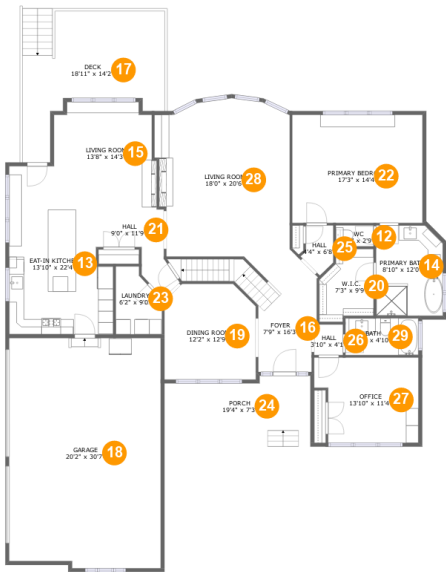 DECK
18'11" x 14'2
17
LIVING ROOM
13'8" x 14'3"
15
LIVING ROOM
18'0" x 20'6"
28
PRIMARY BEDR
17'3" x 14'4"
22
HALL
9'0" x 11'9"
21
12
WC
x 2'9"
HALL
4'4" x 6'8"
25
EAT-IN KITCHEN
13'10" x 22'4"
13
PRIMARY BAT
8'10" x 12'0"
14
LAUNDRY
6'2" x 9'0"
23
W.I.C.
7'3" x 9'9"
20
DINING ROOM
12'2" x 12'9"
19
FOYER
7'9" x 16'3"
16
HALL
3'10" x 4'1"
26
BATH
x 4'10"
29
PORCH
19'4" x 7'3"
24
OFFICE
13'10" x 11'4"
27
GARAGE
20'2" x 30'7"
18